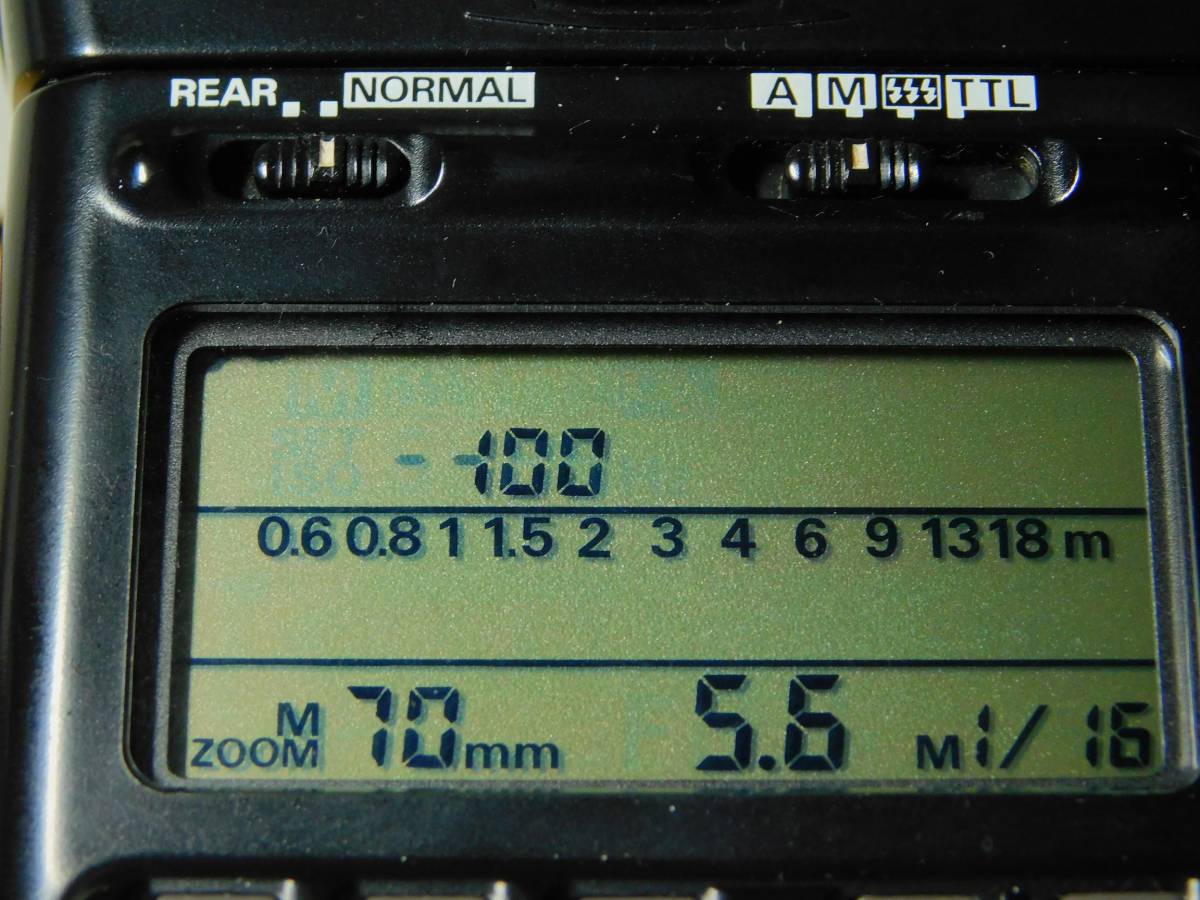 REAR NORMAL A M TTL
ISO -100
0.6 0.8 1 1.5 2 3 4 6 9 13 18 m
M
ZOOM 70mm 5.6 M1/16